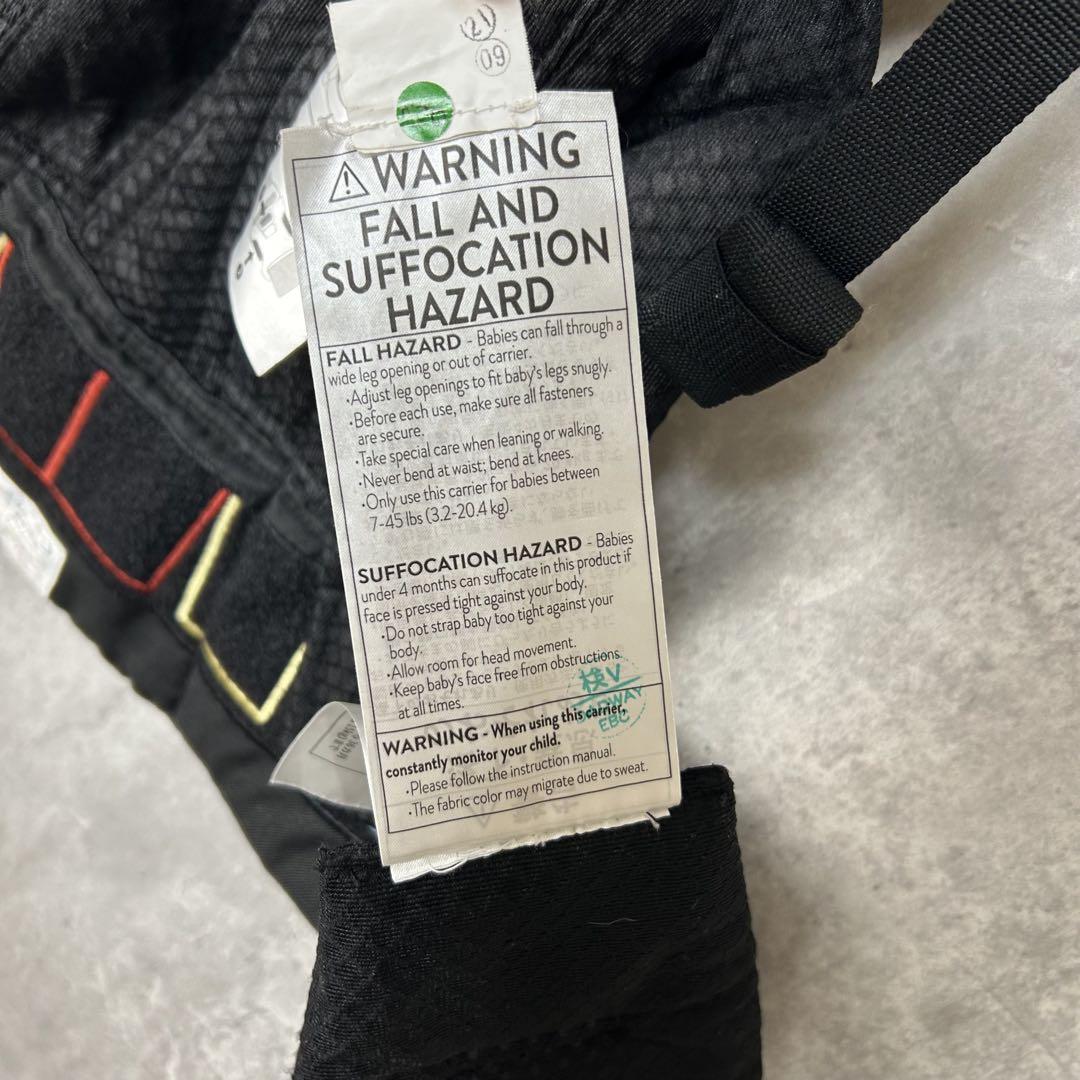 (21)
09
WARNING
FALL AND
SUFFOCATION
HAZARD
FALL HAZARD - Babies can fall through a
wide leg opening or out of carrier.
·Adjust leg openings to fit baby's legs snugly.
·Before each use, make sure all fasteners
are secure.
·Take special care when leaning or walking.
·Never bend at waist; bend at knees.
·Only use this carrier for babies between
7-45 lbs (3.2-20.4 kg).
SUFFOCATION HAZARD - Babies
under 4 months can suffocate in this product if
face is pressed tight against your body.
·Do not strap baby too tight against your
body.
·Allow room for head movement.
·Keep baby's face free from obstructions
at all times.
検V
EBC
WARNING - When using this carrier,
constantly monitor your child.
·Please follow the instruction manual.
·The fabric color may migrate due to sweat.